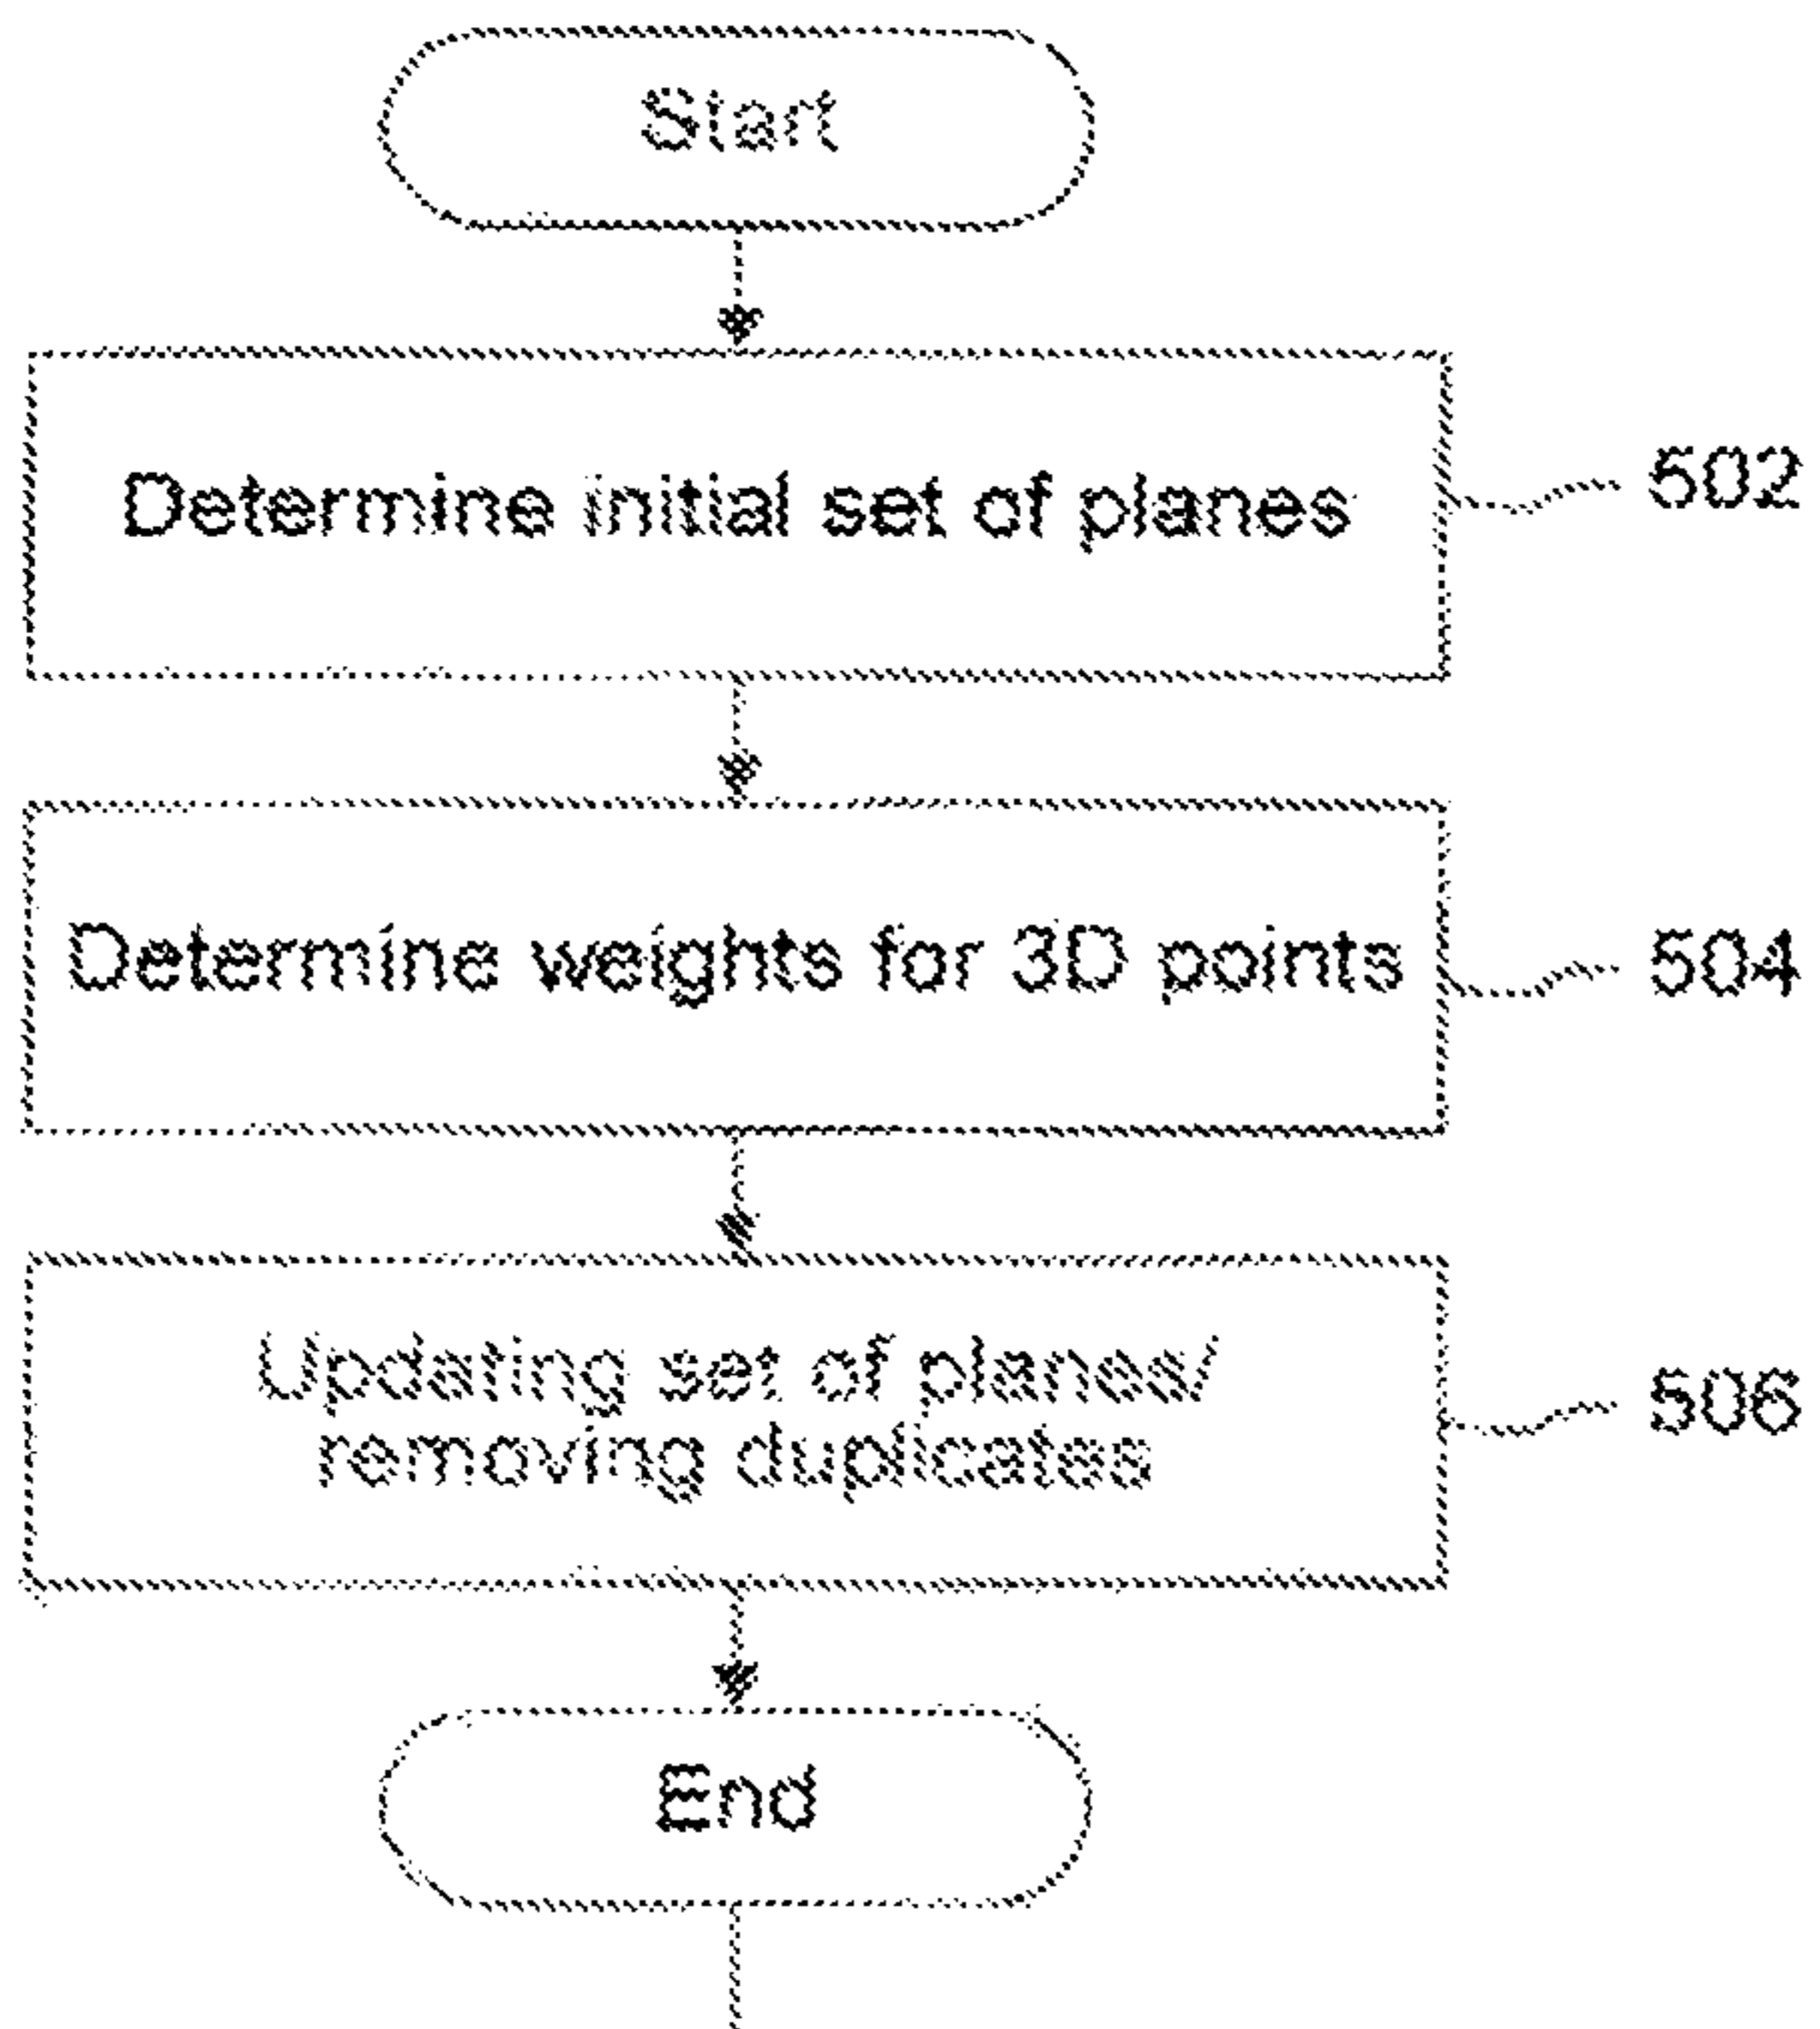 Start
Determine initial set of planes
502
Determine weights for 3D points
504
Updating set of planes/
removing duplicates
506
End